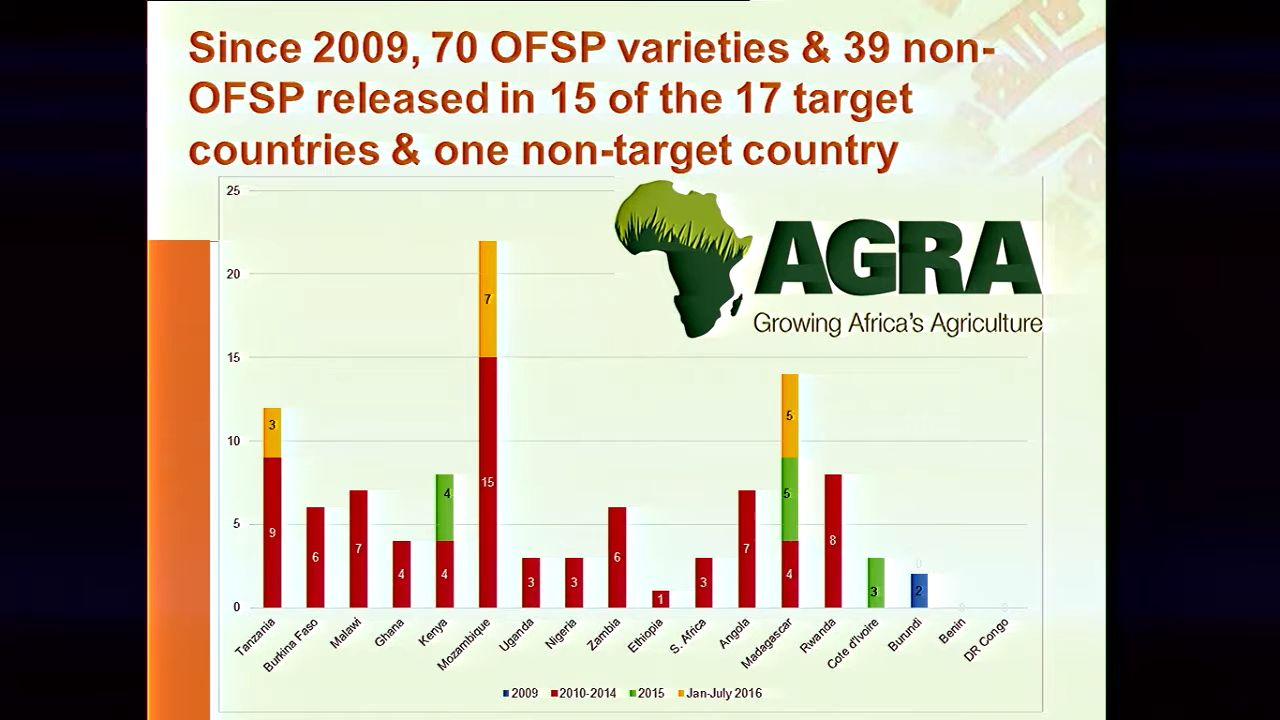 Since 2009, 70 OFSP varieties & 39 non-
OFSP released in 15 of the 17 target
countries & one non-target country
AGRA
Growing Africa's Agriculture
25
20
15
10
5
0
3
9
6
7
4
4
4
7
15
3
3
6
1
3
7
5
5
4
8
3
0
2
0
0
Tanzania
Burkina Faso
Malawi
Ghana
Kenya
Mozambique
Uganda
Nigeria
Zambia
Ethiopia
S. Africa
Angola
Madagascar
Rwanda
Cote d'Ivoire
Burundi
Benin
DR Congo
2009 2010-2014 2015 Jan-July 2016